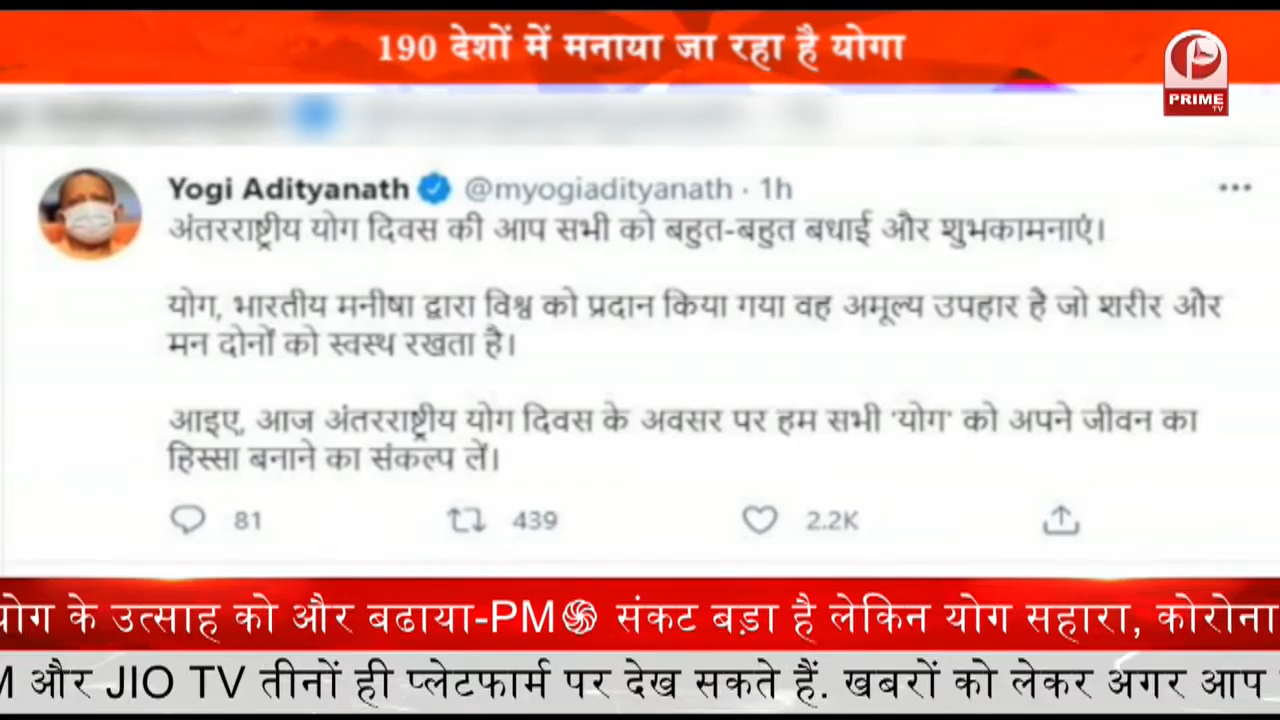 190 देशों में मनाया जा रहा है योगा
PRIME
TV
Yogi Adityanath @myogiadityanath · 1h
अंतरराष्ट्रीय योग दिवस की आप सभी को बहुत-बहुत बधाई और शुभकामनाएं।
योग, भारतीय मनीषा द्वारा विश्व को प्रदान किया गया वह अमूल्य उपहार है जो शरीर और
मन दोनों को स्वस्थ रखता है।
आइए, आज अंतरराष्ट्रीय योग दिवस के अवसर पर हम सभी 'योग' को अपने जीवन का
हिस्सा बनाने का संकल्प लें।
81 439 2.2K
योग के उत्साह को और बढाया-PM संकट बड़ा है लेकिन योग सहारा, कोरोना
M और JIO TV तीनों ही प्लेटफार्म पर देख सकते हैं. खबरों को लेकर अगर आप